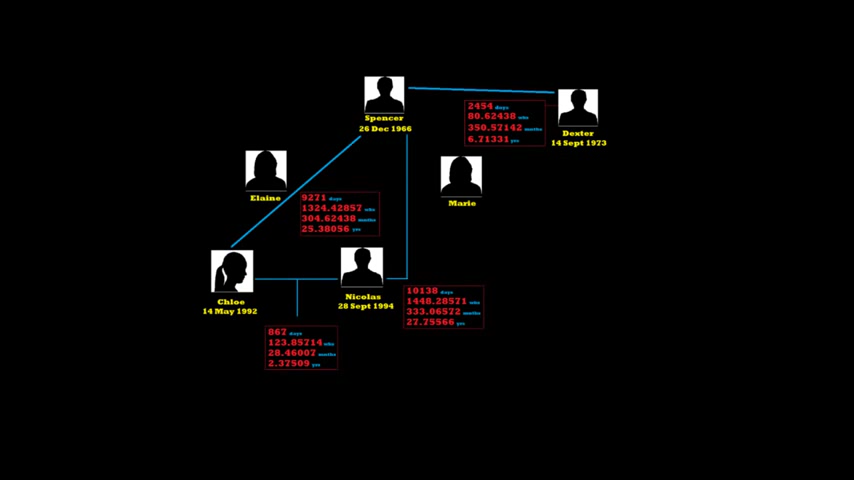 Spencer
26 Dec 1966
2454 days
80.62438 wks
350.57142 months
6.71331 yrs
Dexter
14 Sept 1973
Elaine
Marie
9271 days
1324.42857 wks
304.62438 months
25.38056 yrs
Chloe
14 May 1992
Nicolas
28 Sept 1994
10138 days
1448.28571 wks
333.06572 months
27.75566 yrs
867 days
123.85714 wks
28.46007 months
2.37509 yrs